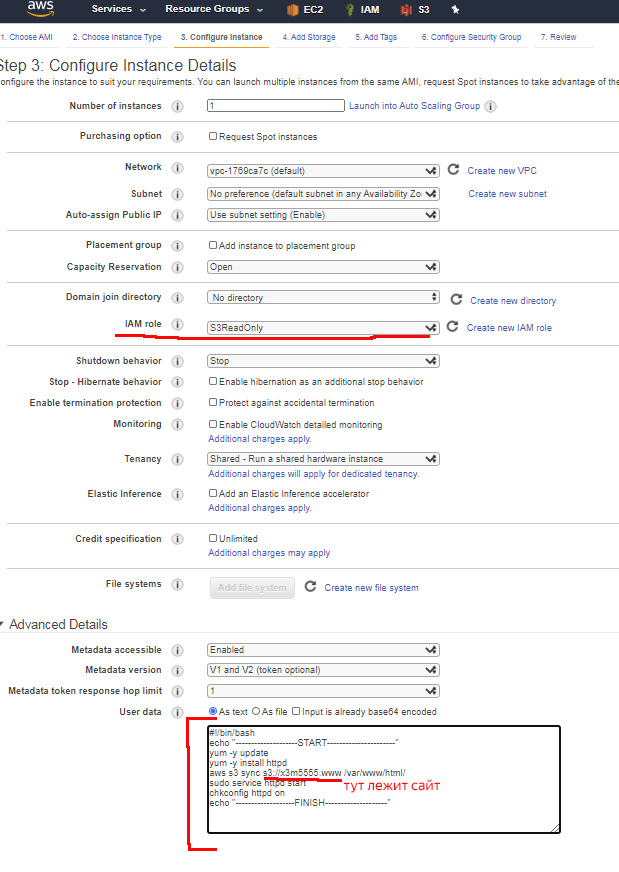 aws
Services
Resource Groups
EC2
IAM
S3
1. Choose AMI
2. Choose Instance Type
3. Configure Instance
4. Add Storage
5. Add Tags
6. Configure Security Group
7. Review
Step 3: Configure Instance Details
onfigure the instance to suit your requirements. You can launch multiple instances from the same AMI, request Spot instances to take advantage of the
Number of instances
1
Launch into Auto Scaling Group
Purchasing option
Request Spot instances
Network
vpc-1769ca7c (default)
Create new VPC
Subnet
No preference (default subnet in any Availability Zo
Create new subnet
Auto-assign Public IP
Use subnet setting (Enable)
Placement group
Add instance to placement group
Capacity Reservation
Open
Domain join directory
No directory
Create new directory
IAM role
S3ReadOnly
Create new IAM role
Shutdown behavior
Stop
Stop - Hibernate behavior
Enable hibernation as an additional stop behavior
Enable termination protection
Protect against accidental termination
Monitoring
Enable CloudWatch detailed monitoring
Additional charges apply.
Tenancy
Shared - Run a shared hardware instance
Additional charges will apply for dedicated tenancy.
Elastic Inference
Add an Elastic Inference accelerator
Additional charges apply.
Credit specification
Unlimited
Additional charges may apply
File systems
Add file system
Create new file system
Advanced Details
Metadata accessible
Enabled
Metadata version
V1 and V2 (token optional)
Metadata token response hop limit
1
User data
As text
As file
Input is already base64 encoded
#!/bin/bash
echo "--------------------START----------------------"
yum -y update
yum -y install httpd
aws s3 sync s3://x3m5555.www /var/www/html/
sudo service httpd start
тут лежит сайт
chkconfig httpd on
echo "-------------------FINISH--------------------"